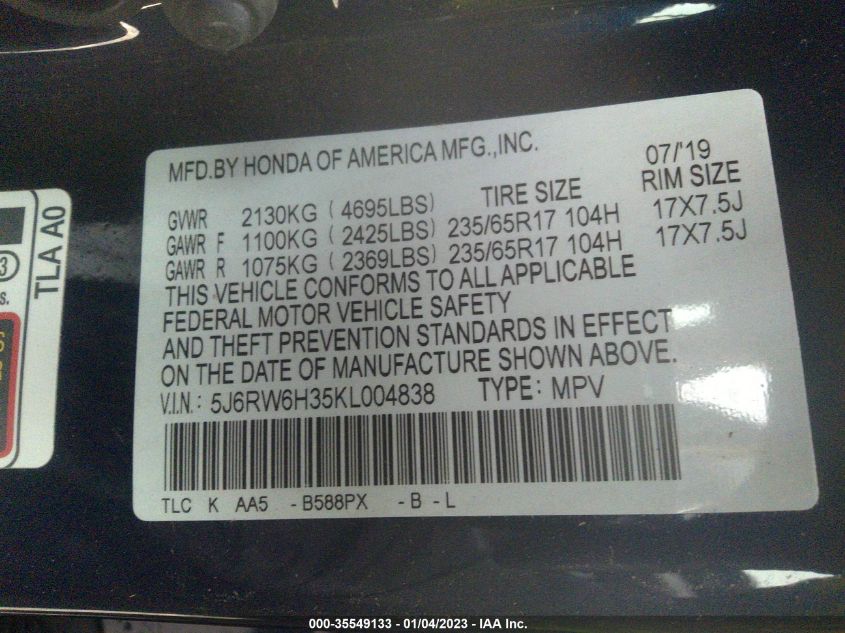 MFD.BY HONDA OF AMERICA MFG.,INC. 07/'19
TIRE SIZE RIM SIZE
GVWR 2130KG ( 4695LBS)
GAWR F 1100KG ( 2425LBS) 235/65R17 104H 17X7.5J
GAWR R 1075KG ( 2369LBS) 235/65R17 104H 17X7.5J
THIS VEHICLE CONFORMS TO ALL APPLICABLE
FEDERAL MOTOR VEHICLE SAFETY
AND THEFT PREVENTION STANDARDS IN EFFECT
ON THE DATE OF MANUFACTURE SHOWN ABOVE.
V.I.N.: 5J6RW6H35KL004838 TYPE: MPV
TLC K AA5 -B588PX -B -L
TLA A0
3
s.
000-35549133 - 01/04/2023 - IAA Inc.